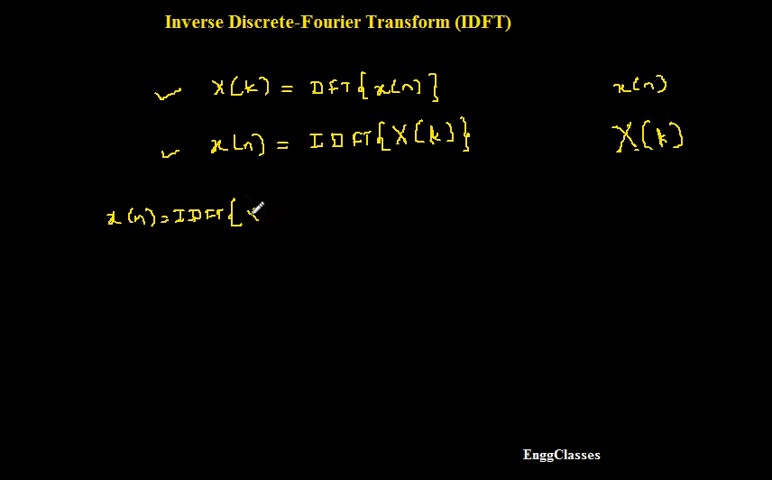 Inverse Discrete-Fourier Transform (IDFT)
X(k) = DFT{x(n)} x(n)
x(n) = IDFT{X(k)} X(k)
x(n) = IDFT{
EnggClasses